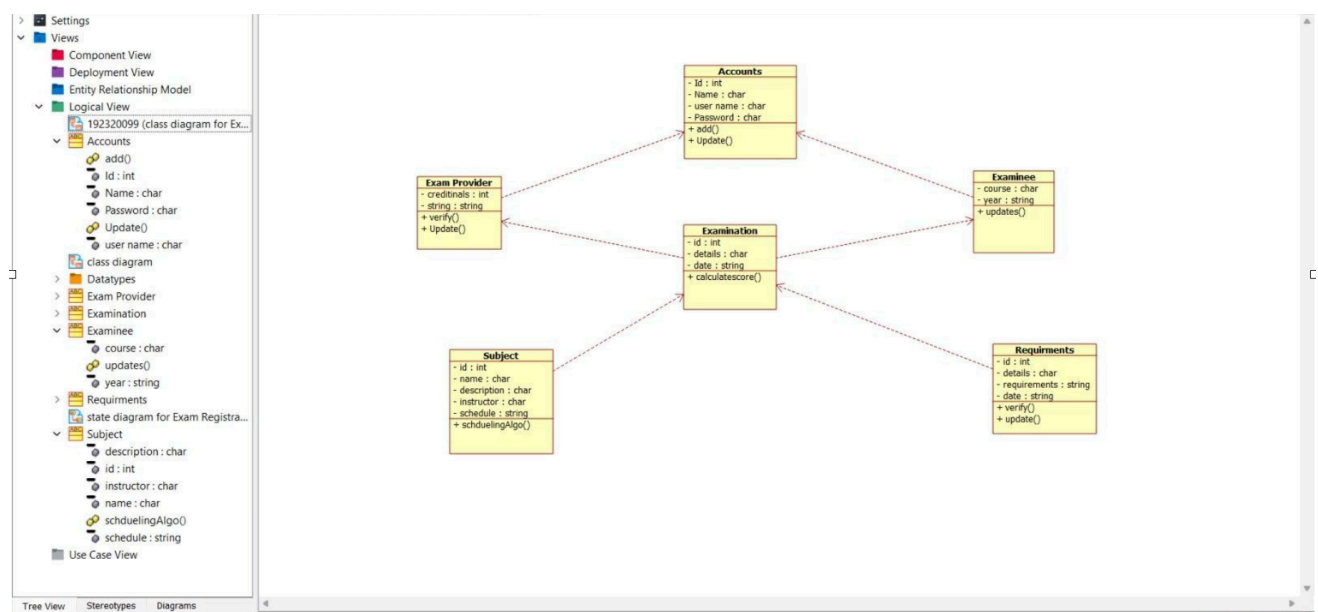 Settings
Views
Component View
Deployment View
Entity Relationship Model
Logical View
192320099 (class diagram for Ex...
Accounts
add()
Id : int
Name : char
Password : char
Update()
user name : char
class diagram
Datatypes
Exam Provider
Examination
Examinee
course : char
updates()
year : string
Requirments
state diagram for Exam Registra...
Subject
description : char
id : int
instructor : char
name : char
schduelingAlgo()
schedule : string
Use Case View
Tree View
Stereotypes
Diagrams
Accounts
- Id : int
- Name : char
- user name : char
- Password : char
+ add()
+ Update()
Exam Provider
- creditinals : int
- string : string
+ verify()
+ Update()
Examinee
- course : char
- year : string
+ updates()
Examination
- id : int
- details : char
- date : string
+ calculatescore()
Subject
- id : int
- name : char
- description : char
- instructor : char
- schedule : string
+ schduelingAlgo()
Requirments
- id : int
- details : char
- requirements : string
- date : string
+ verify()
+ update()